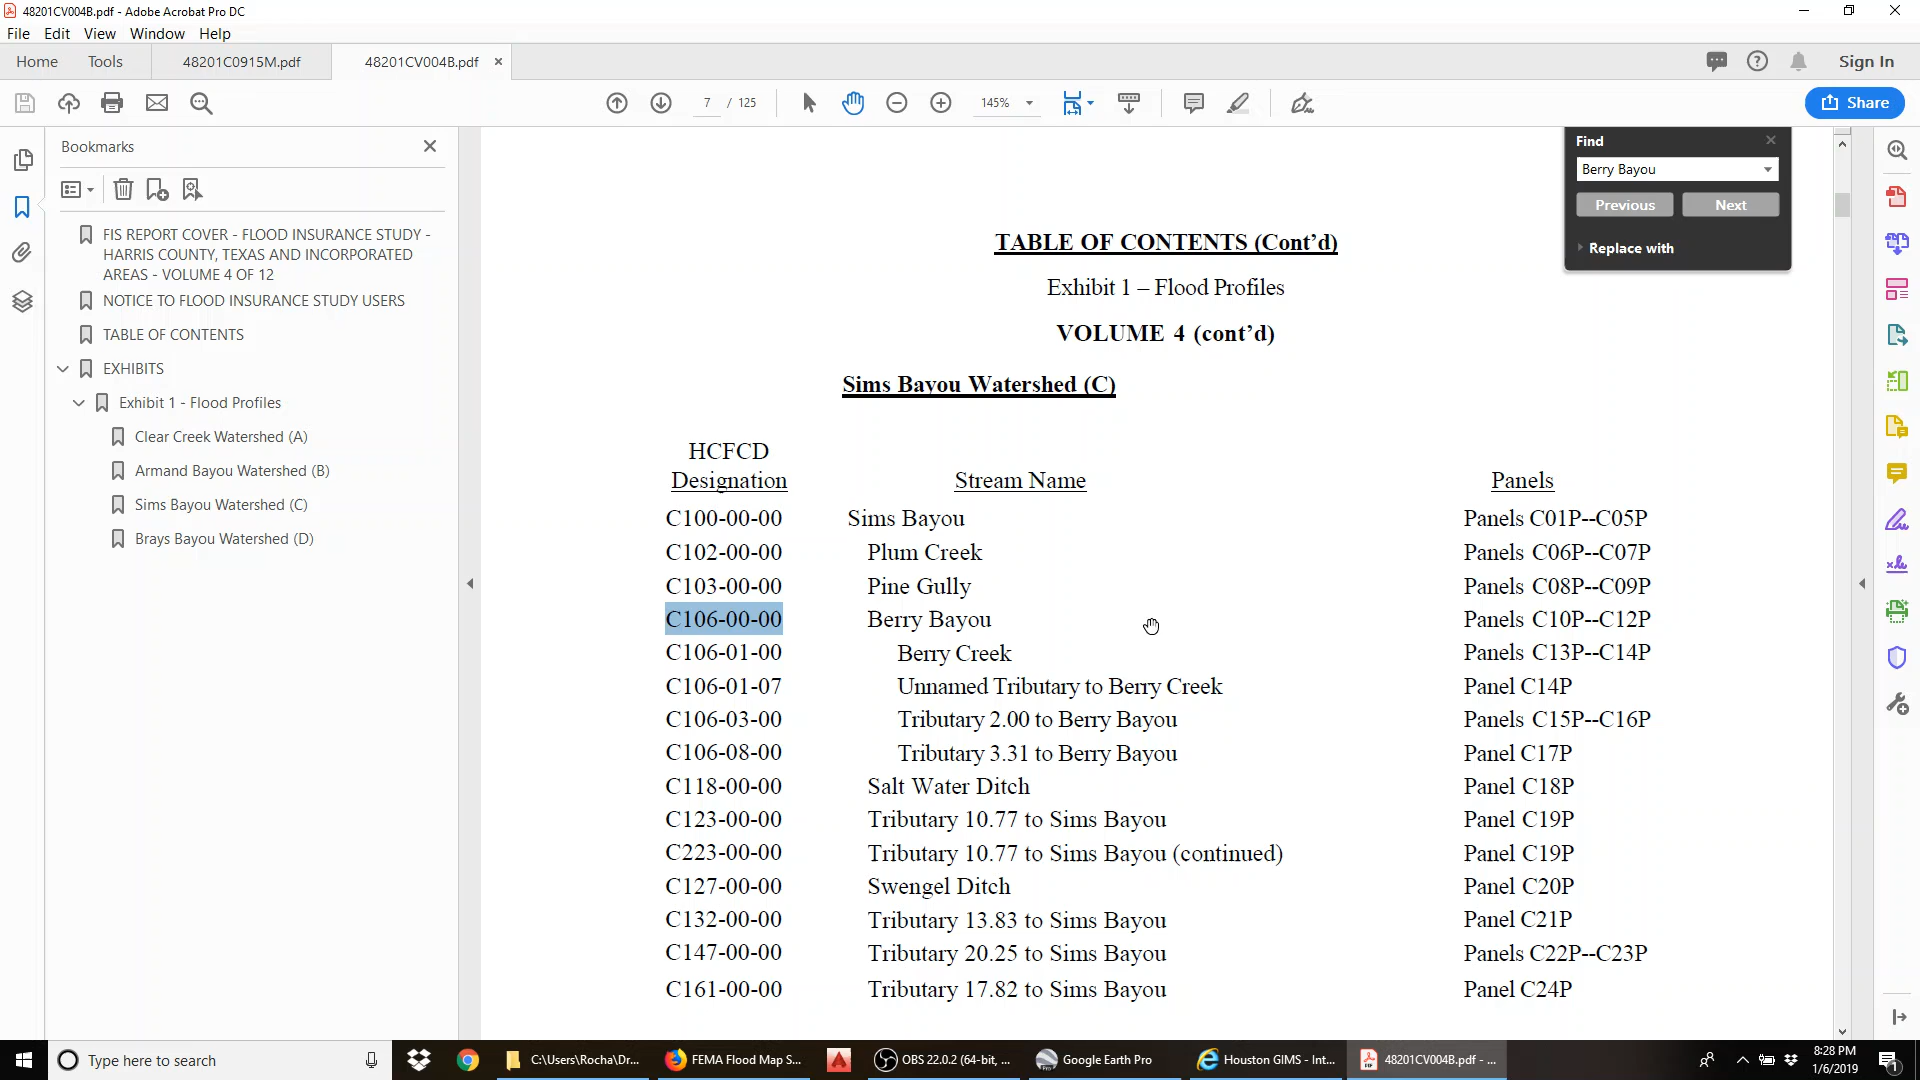 48201CV004B.pdf - Adobe Acrobat Pro DC
File Edit View Window Help
Home Tools 48201C0915M.pdf 48201CV004B.pdf × Sign In
7 / 125 145% Share
Bookmarks
FIS REPORT COVER - FLOOD INSURANCE STUDY -
HARRIS COUNTY, TEXAS AND INCORPORATED
AREAS - VOLUME 4 OF 12
NOTICE TO FLOOD INSURANCE STUDY USERS
TABLE OF CONTENTS
EXHIBITS
Exhibit 1 - Flood Profiles
Clear Creek Watershed (A)
Armand Bayou Watershed (B)
Sims Bayou Watershed (C)
Brays Bayou Watershed (D)
Find
Berry Bayou
Previous Next
Replace with
TABLE OF CONTENTS (Cont’d)
Exhibit 1 – Flood Profiles
VOLUME 4 (cont’d)
Sims Bayou Watershed (C)
HCFCD
Designation Stream Name Panels
C100-00-00 Sims Bayou Panels C01P--C05P
C102-00-00 Plum Creek Panels C06P--C07P
C103-00-00 Pine Gully Panels C08P--C09P
C106-00-00 Berry Bayou Panels C10P--C12P
C106-01-00 Berry Creek Panels C13P--C14P
C106-01-07 Unnamed Tributary to Berry Creek Panel C14P
C106-03-00 Tributary 2.00 to Berry Bayou Panels C15P--C16P
C106-08-00 Tributary 3.31 to Berry Bayou Panel C17P
C118-00-00 Salt Water Ditch Panel C18P
C123-00-00 Tributary 10.77 to Sims Bayou Panel C19P
C223-00-00 Tributary 10.77 to Sims Bayou (continued) Panel C19P
C127-00-00 Swengel Ditch Panel C20P
C132-00-00 Tributary 13.83 to Sims Bayou Panel C21P
C147-00-00 Tributary 20.25 to Sims Bayou Panels C22P--C23P
C161-00-00 Tributary 17.82 to Sims Bayou Panel C24P
Type here to search C:\Users\Rocha\Dr... FEMA Flood Map S... OBS 22.0.2 (64-bit, ... Google Earth Pro Houston GIMS - Int... 48201CV004B.pdf - ... 8:28 PM
1/6/2019 1